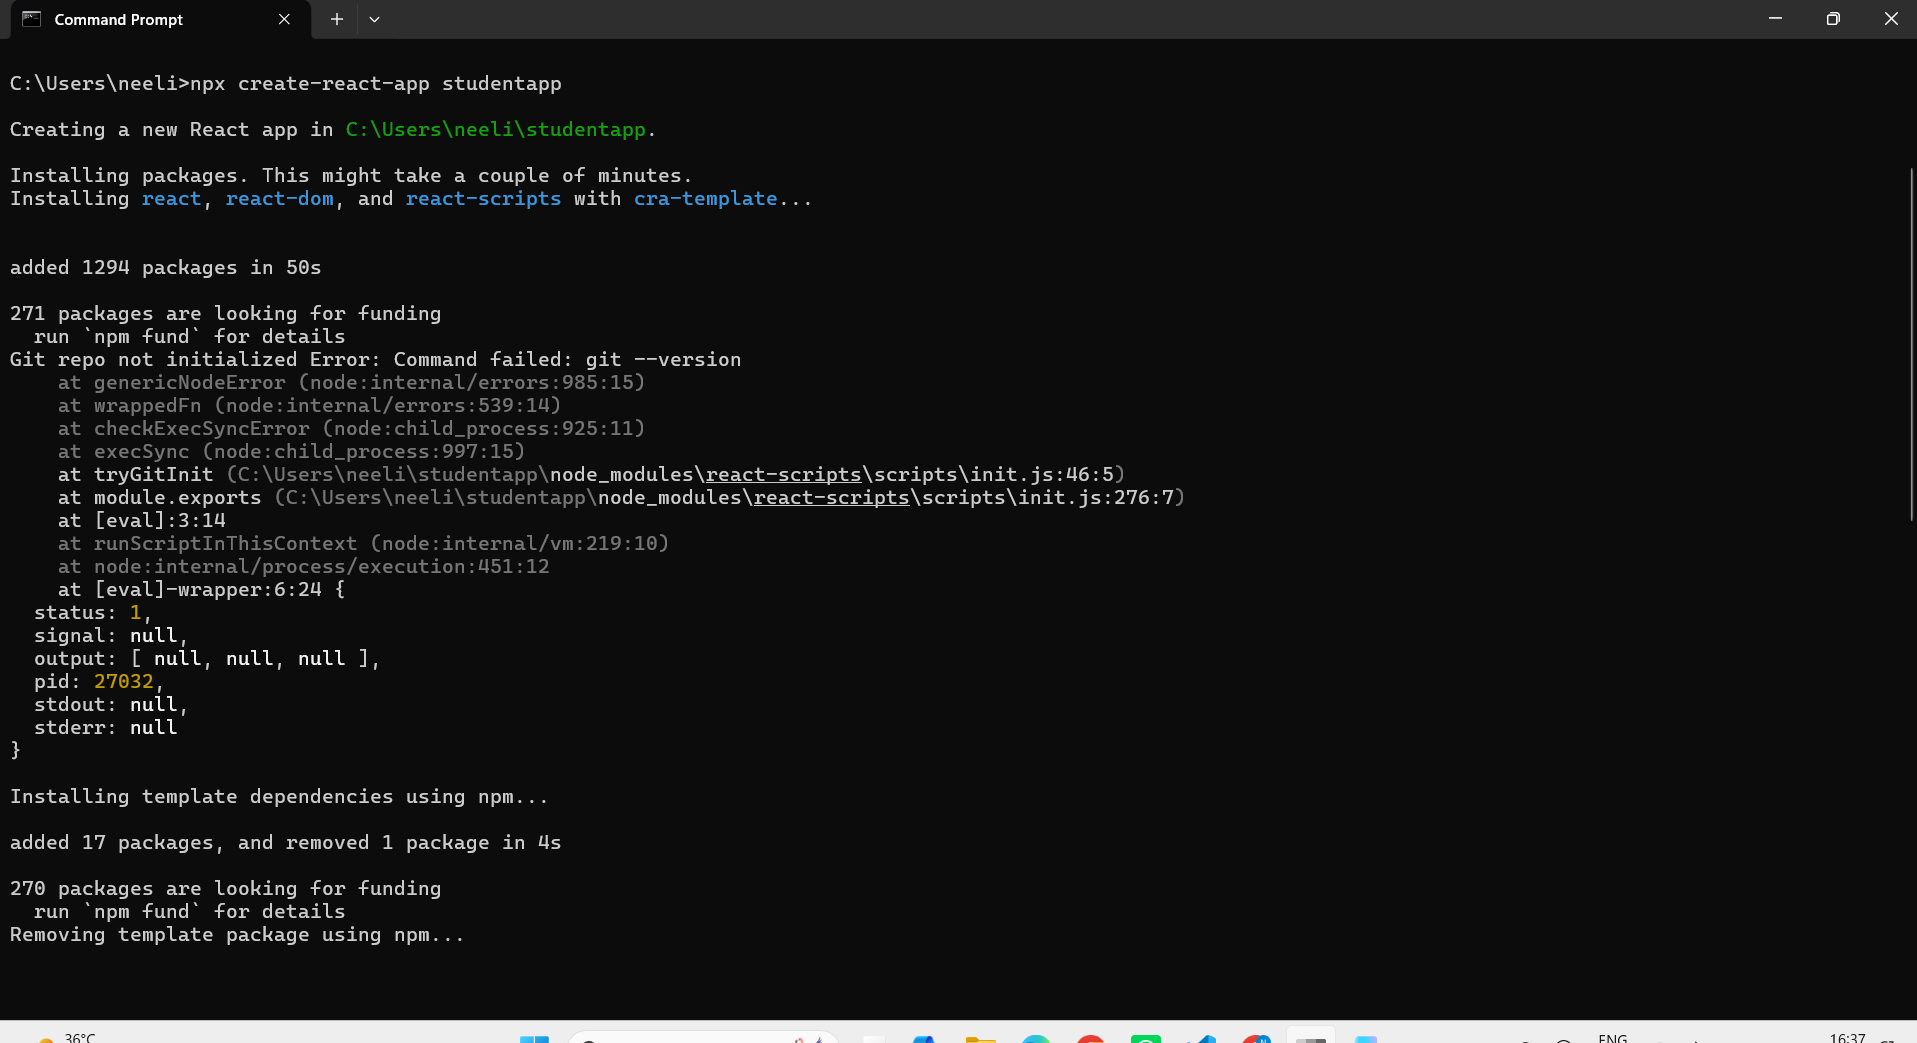 Command Prompt
C:\Users\neeli>npx create-react-app studentapp
Creating a new React app in C:\Users\neeli\studentapp.
Installing packages. This might take a couple of minutes.
Installing react, react-dom, and react-scripts with cra-template...
added 1294 packages in 50s
271 packages are looking for funding
  run `npm fund` for details
Git repo not initialized Error: Command failed: git --version
    at genericNodeError (node:internal/errors:985:15)
    at wrappedFn (node:internal/errors:539:14)
    at checkExecSyncError (node:child_process:925:11)
    at execSync (node:child_process:997:15)
    at tryGitInit (C:\Users\neeli\studentapp\node_modules\react-scripts\scripts\init.js:46:5)
    at module.exports (C:\Users\neeli\studentapp\node_modules\react-scripts\scripts\init.js:276:7)
    at [eval]:3:14
    at runScriptInThisContext (node:internal/vm:219:10)
    at node:internal/process/execution:451:12
    at [eval]-wrapper:6:24 {
  status: 1,
  signal: null,
  output: [ null, null, null ],
  pid: 27032,
  stdout: null,
  stderr: null
}
Installing template dependencies using npm...
added 17 packages, and removed 1 package in 4s
270 packages are looking for funding
  run `npm fund` for details
Removing template package using npm...
36°C
ENG
16:37